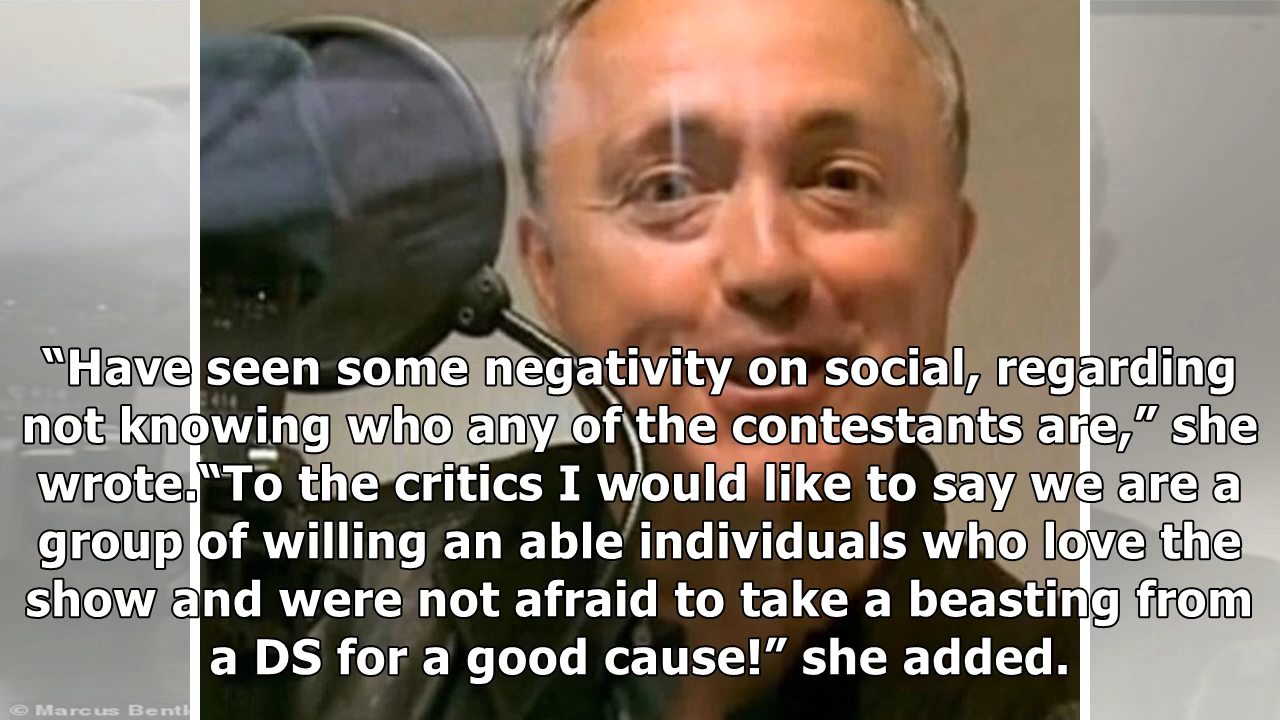 “Have seen some negativity on social, regarding
not knowing who any of the contestants are,” she
wrote.“To the critics I would like to say we are a
group of willing an able individuals who love the
show and were not afraid to take a beasting from
a DS for a good cause!” she added.
© Marcus Bentl